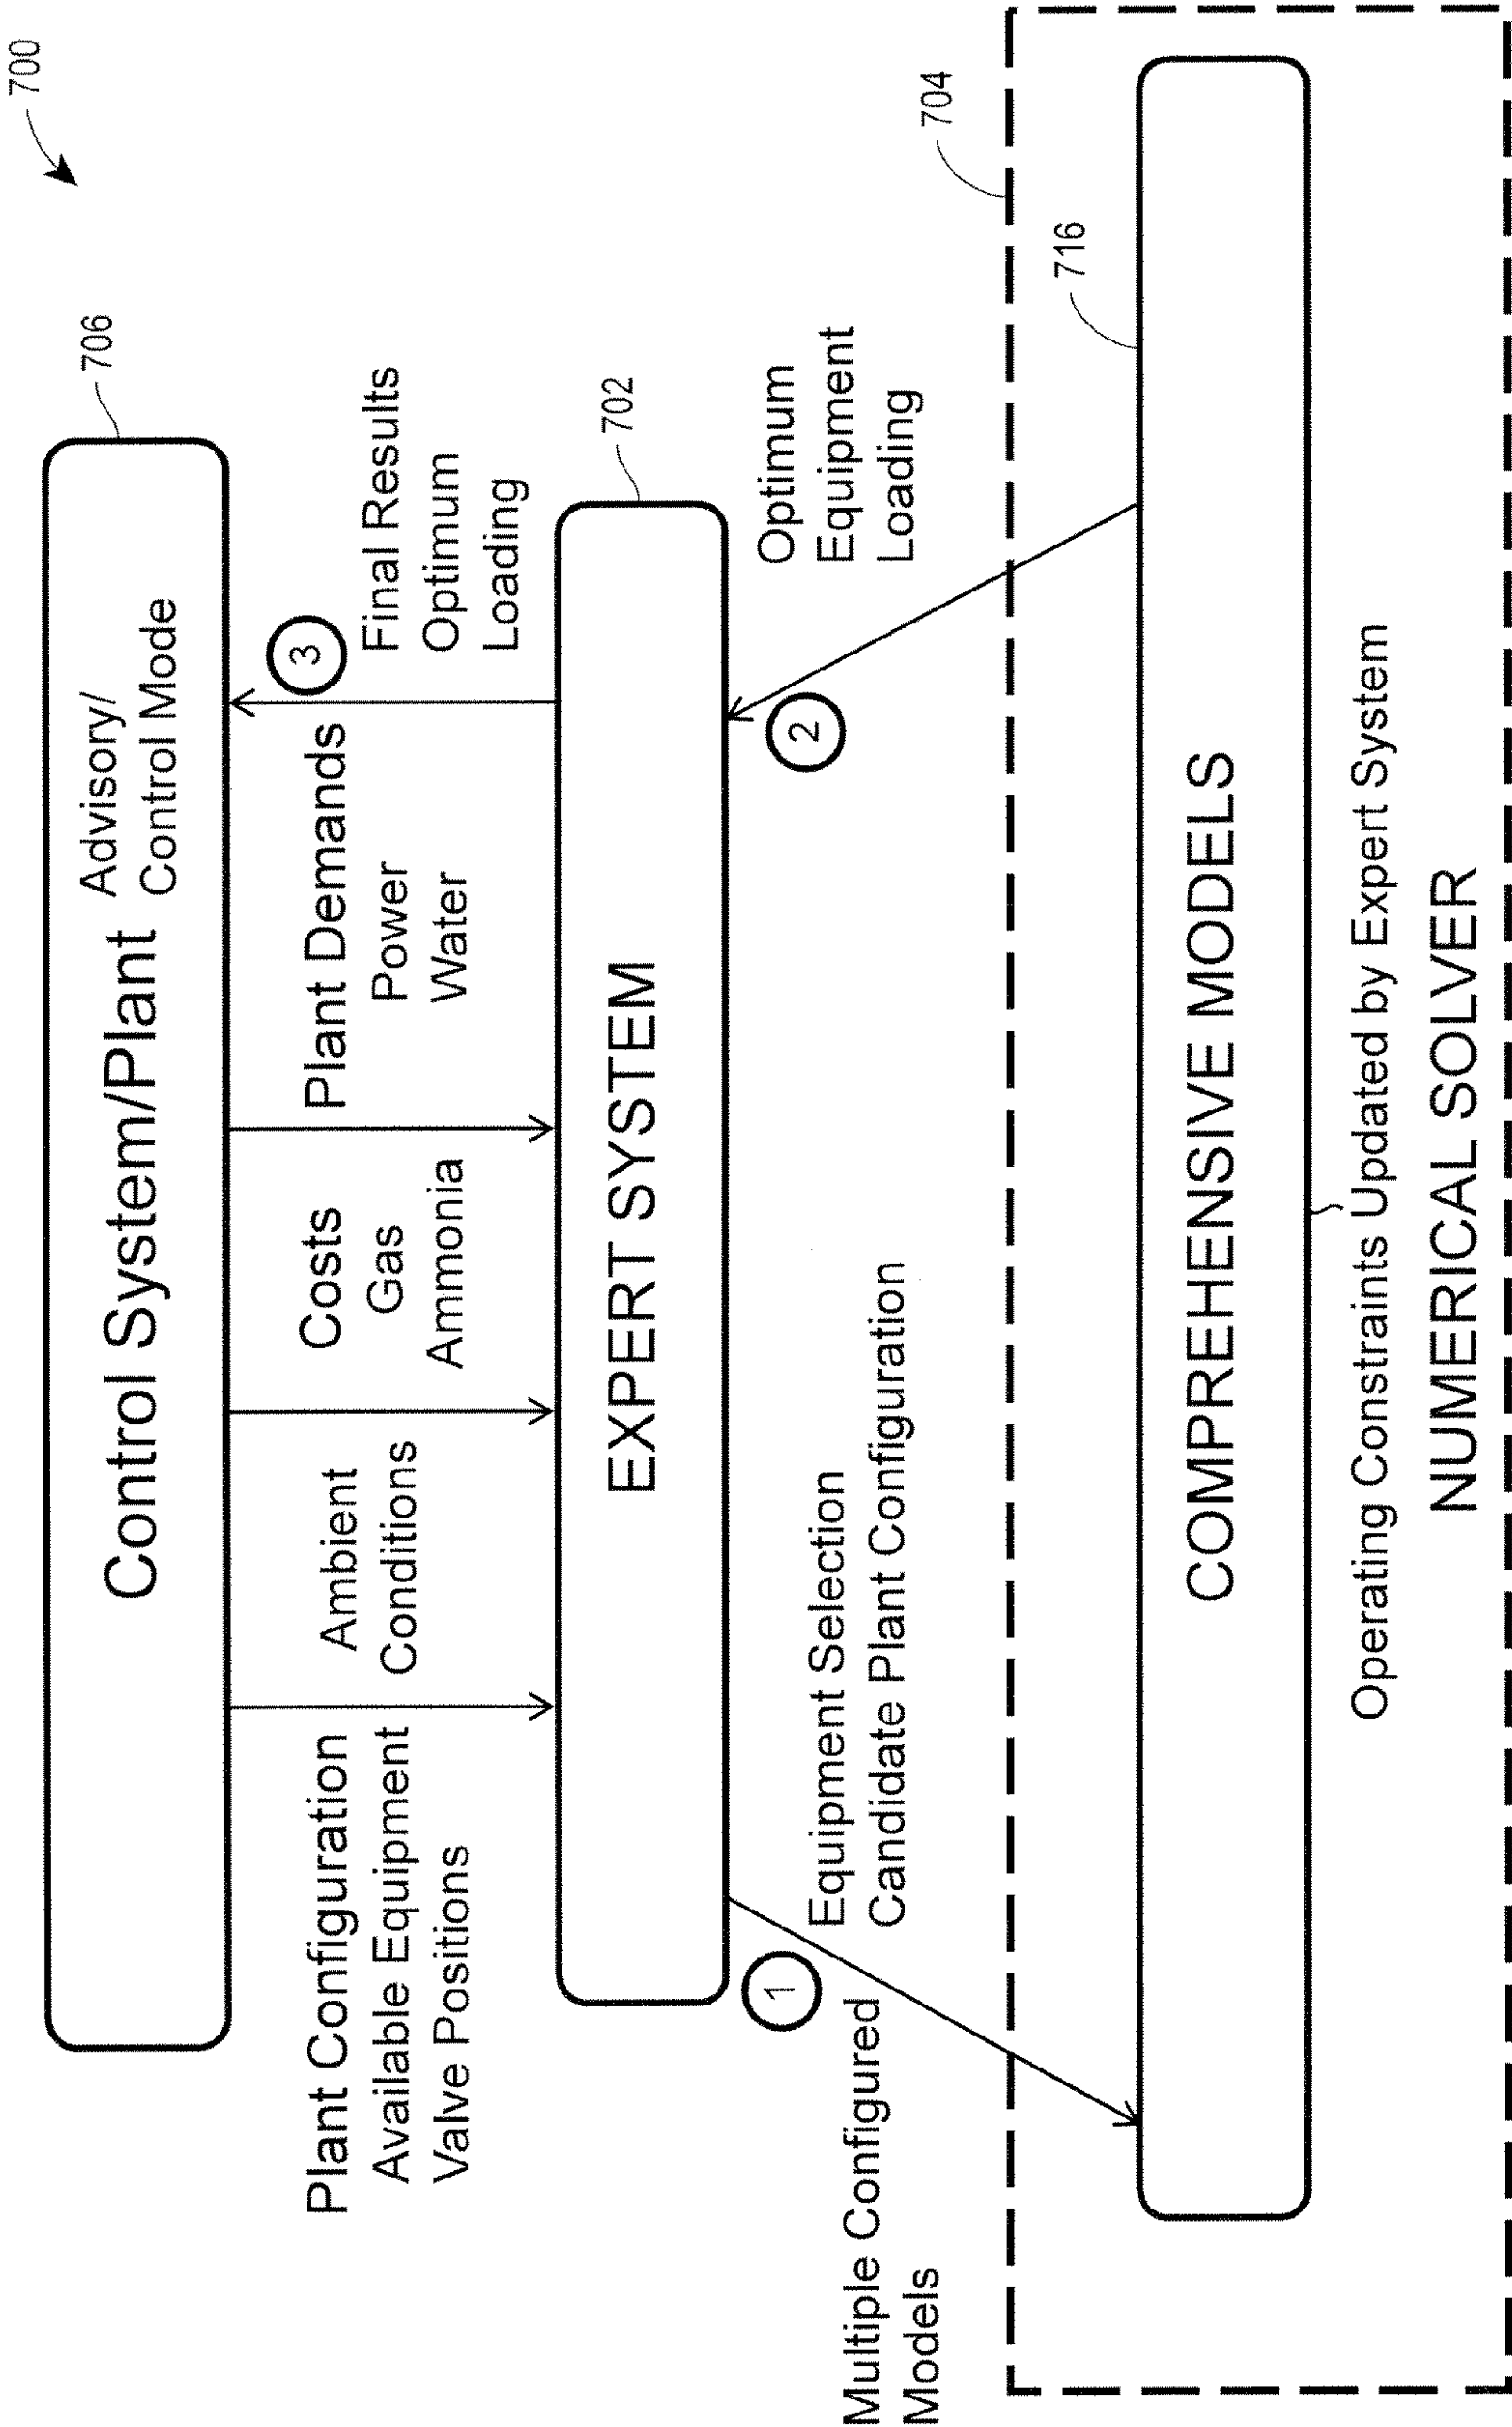 700
706
Control System/Plant
Advisory/
Control Mode
Plant Configuration
Available Equipment
Valve Positions
Ambient
Conditions
Costs
Gas
Ammonia
Plant Demands
Power
Water
3
Final Results
Optimum
Loading
702
EXPERT SYSTEM
1
Multiple Configured
Models
Equipment Selection
Candidate Plant Configuration
2
Optimum
Equipment
Loading
704
716
COMPREHENSIVE MODELS
Operating Constraints Updated by Expert System
NUMERICAL SOLVER